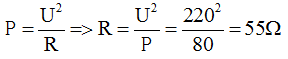 P = U²/R => R = U²/P = 220²/80 = 55Ω